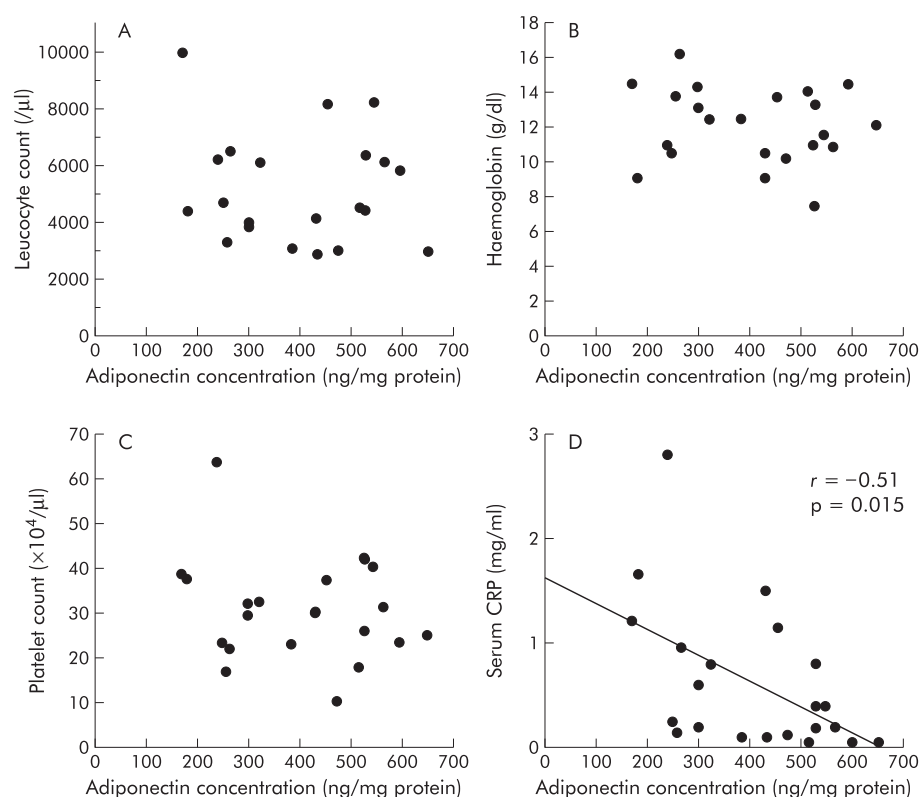 A
Leucocyte count (/µl)
10000
8000
6000
4000
2000
0
0 100 200 300 400 500 600 700
Adiponectin concentration (ng/mg protein)
B
Haemoglobin (g/dl)
18
16
14
12
10
8
6
4
2
0
0 100 200 300 400 500 600 700
Adiponectin concentration (ng/mg protein)
C
Platelet count (×10⁴/µl)
70
60
50
40
30
20
10
0
0 100 200 300 400 500 600 700
Adiponectin concentration (ng/mg protein)
D
Serum CRP (mg/ml)
3
2
1
0
r = −0.51
p = 0.015
0 100 200 300 400 500 600 700
Adiponectin concentration (ng/mg protein)